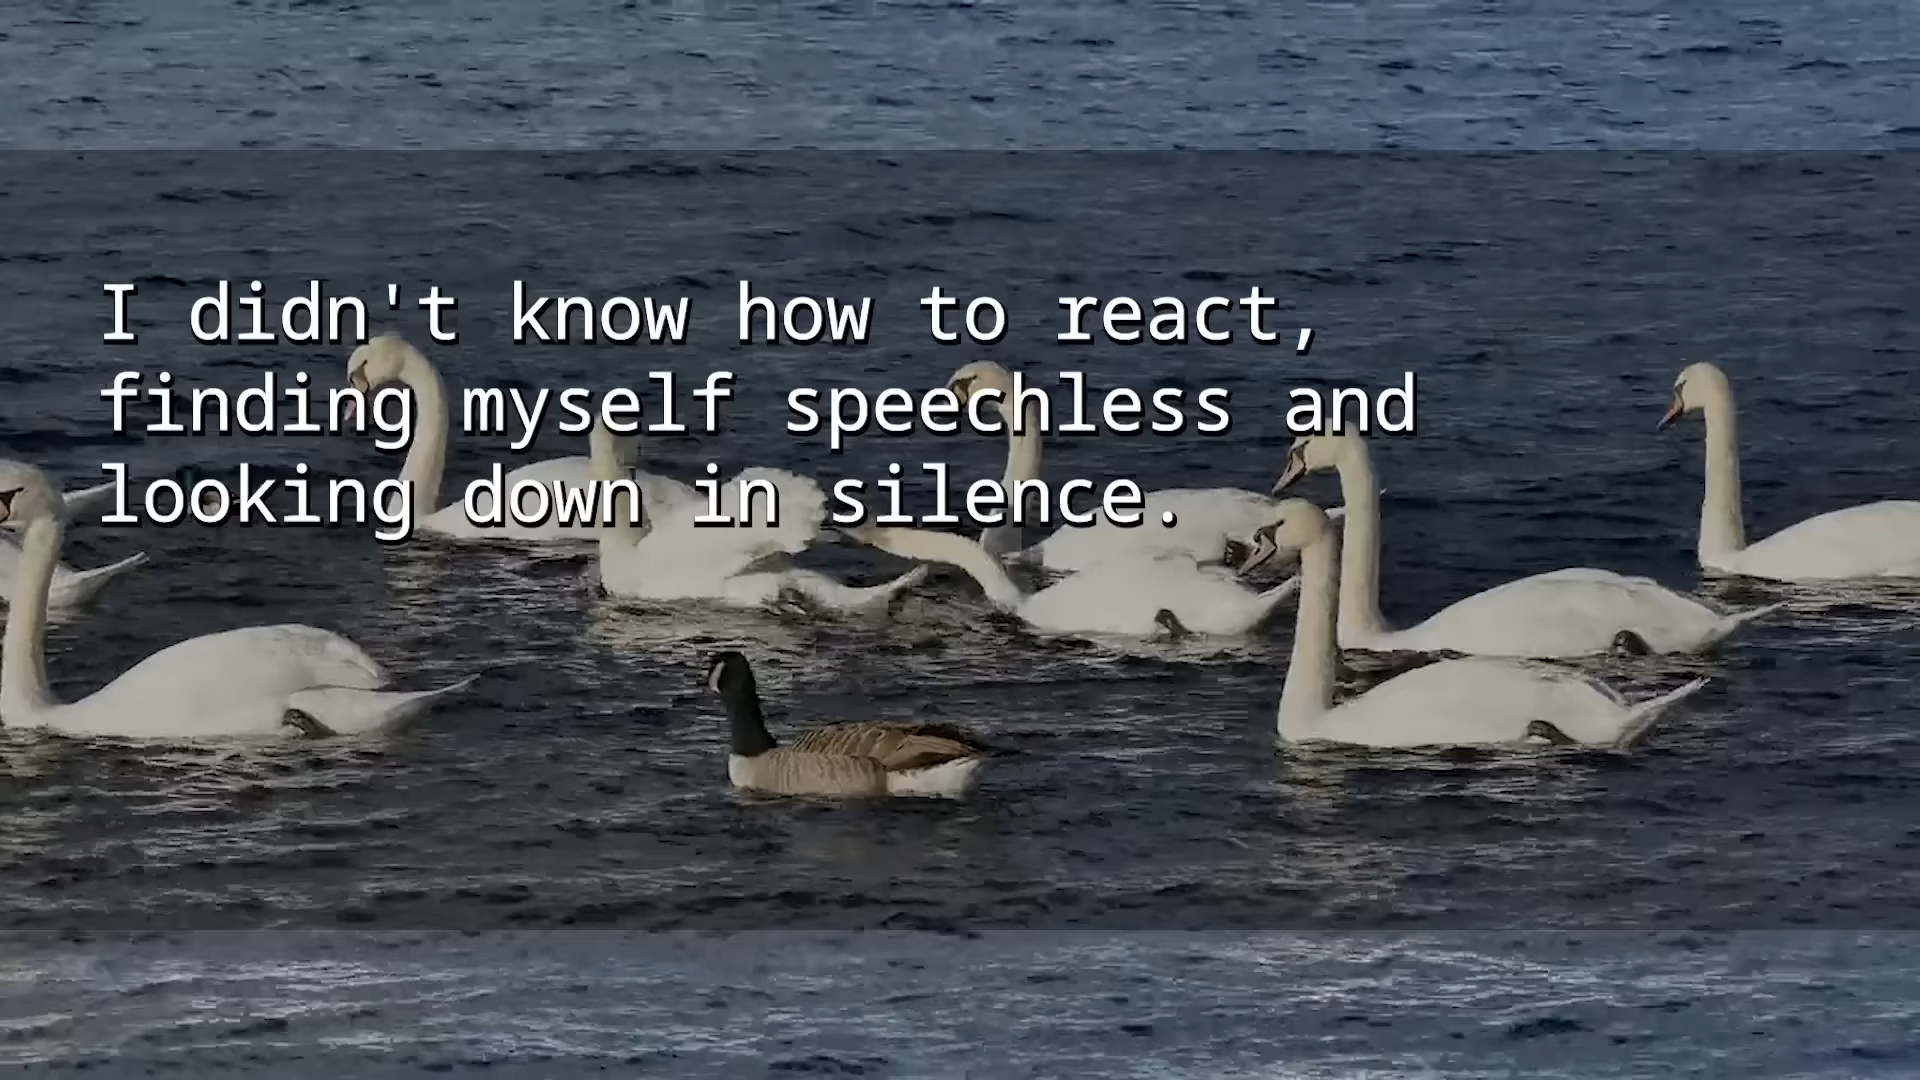 I didn't know how to react,
finding myself speechless and
looking down in silence.